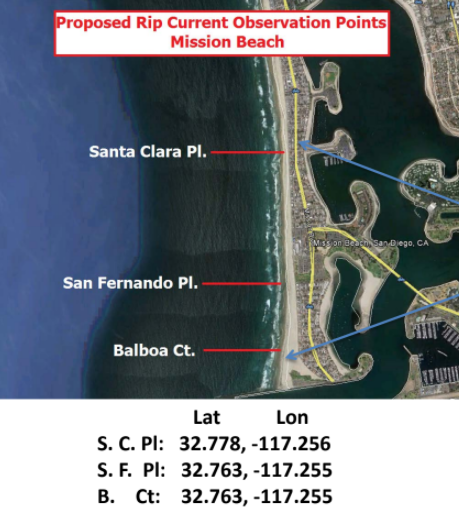 Proposed Rip Current Observation Points
Mission Beach
Santa Clara Pl.
Mission Beach, San Diego, CA
San Fernando Pl.
Balboa Ct.
Lat Lon
S. C. Pl: 32.778, -117.256
S. F. Pl: 32.763, -117.255
B. Ct: 32.763, -117.255